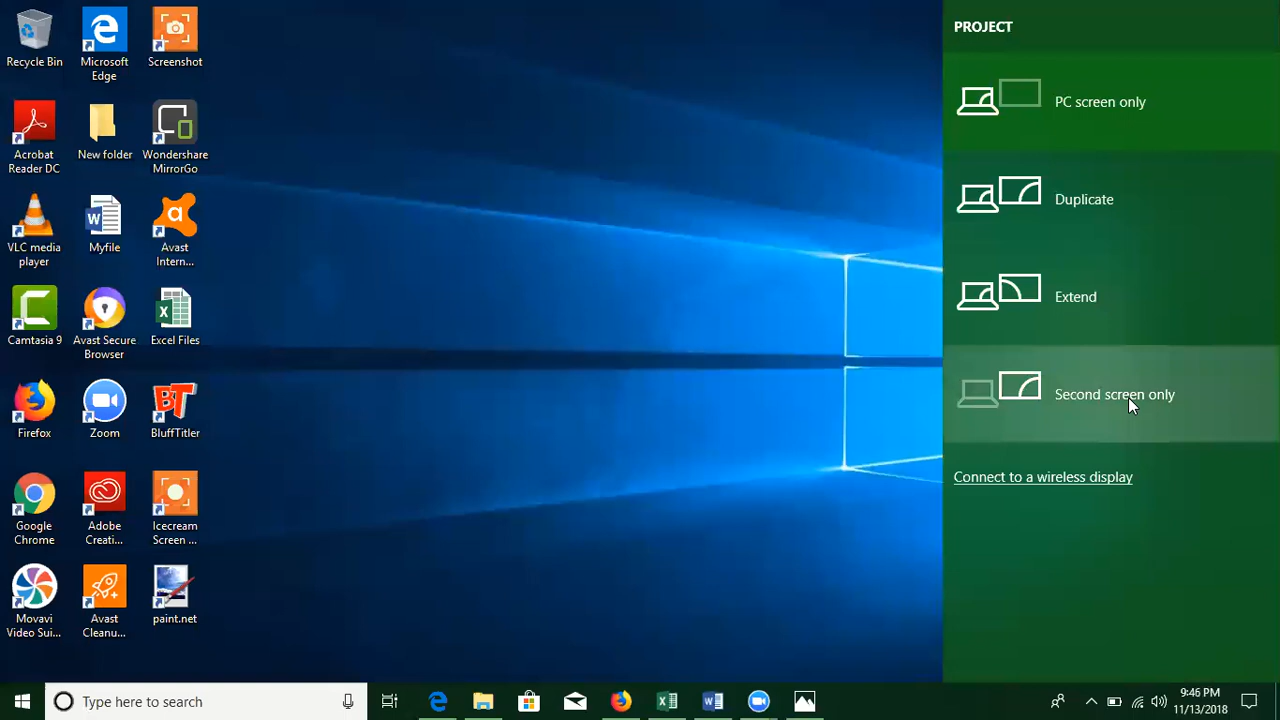 Recycle Bin
Microsoft
Edge
Screenshot
Acrobat
Reader DC
New folder
Wondershare
MirrorGo
VLC media
player
Myfile
Avast
Intern...
Camtasia 9
Avast Secure
Browser
Excel Files
Firefox
Zoom
BT
BluffTitler
Google
Chrome
Adobe
Creati...
Icecream
Screen ...
Movavi
Video Sui...
Avast
Cleanu...
paint.net
PROJECT
PC screen only
Duplicate
Extend
Second screen only
Connect to a wireless display
Type here to search
9:46 PM
11/13/2018